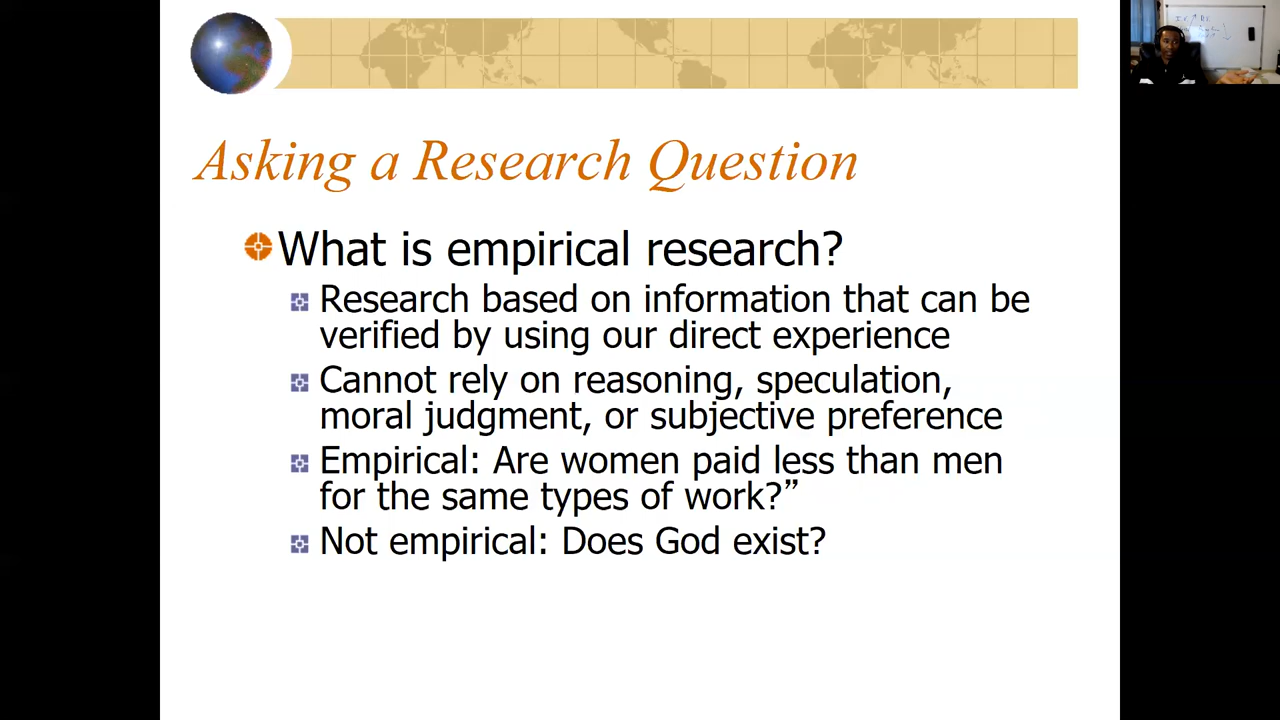 Asking a Research Question
What is empirical research?
Research based on information that can be
verified by using our direct experience
Cannot rely on reasoning, speculation,
moral judgment, or subjective preference
Empirical: Are women paid less than men
for the same types of work?”
Not empirical: Does God exist?